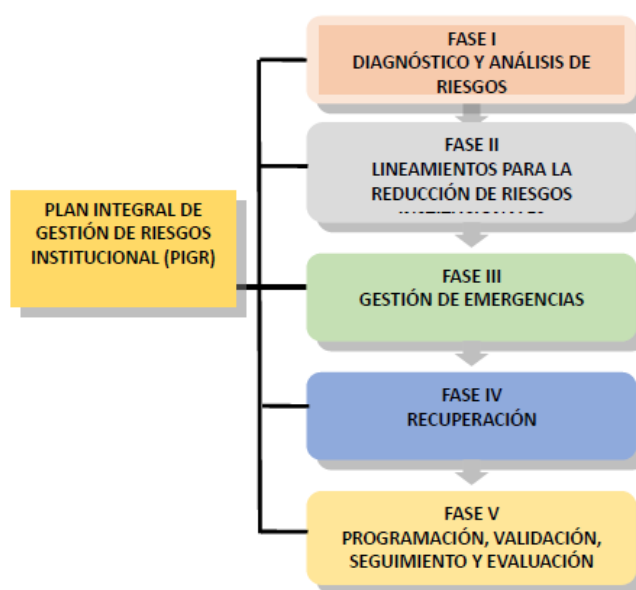 FASE I
DIAGNÓSTICO Y ANÁLISIS DE
RIESGOS
FASE II
LINEAMIENTOS PARA LA
REDUCCIÓN DE RIESGOS
PLAN INTEGRAL DE
GESTIÓN DE RIESGOS
INSTITUCIONAL (PIGR)
FASE III
GESTIÓN DE EMERGENCIAS
FASE IV
RECUPERACIÓN
FASE V
PROGRAMACIÓN, VALIDACIÓN,
SEGUIMIENTO Y EVALUACIÓN